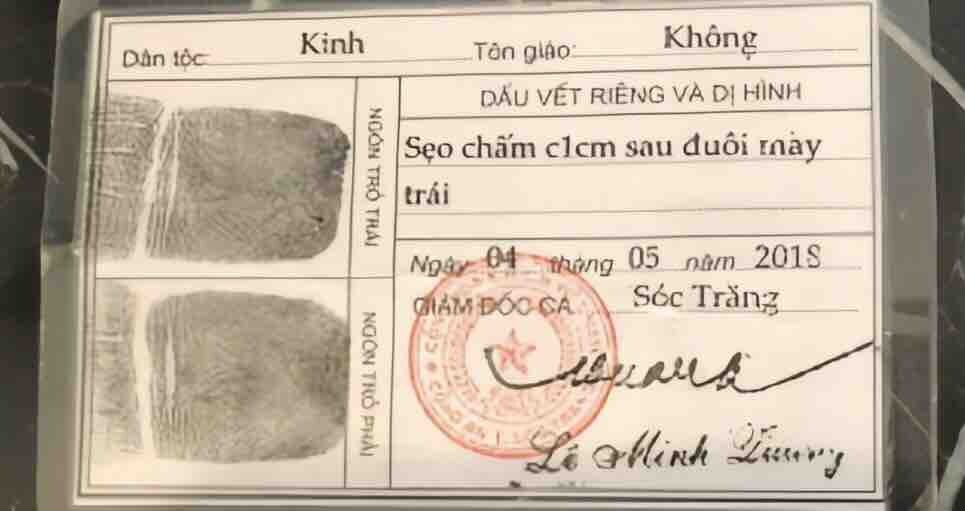 Dân tộc: Kinh Tôn giáo: Không
NGÓN TRỎ TRÁI
NGÓN TRỎ PHẢI
DẤU VẾT RIÊNG VÀ DỊ HÌNH
Sẹo chấm c1cm sau đuôi mày
trái
Ngày 04 tháng 05 năm 2018
GIÁM ĐỐC CA Sóc Trăng
Lê Minh